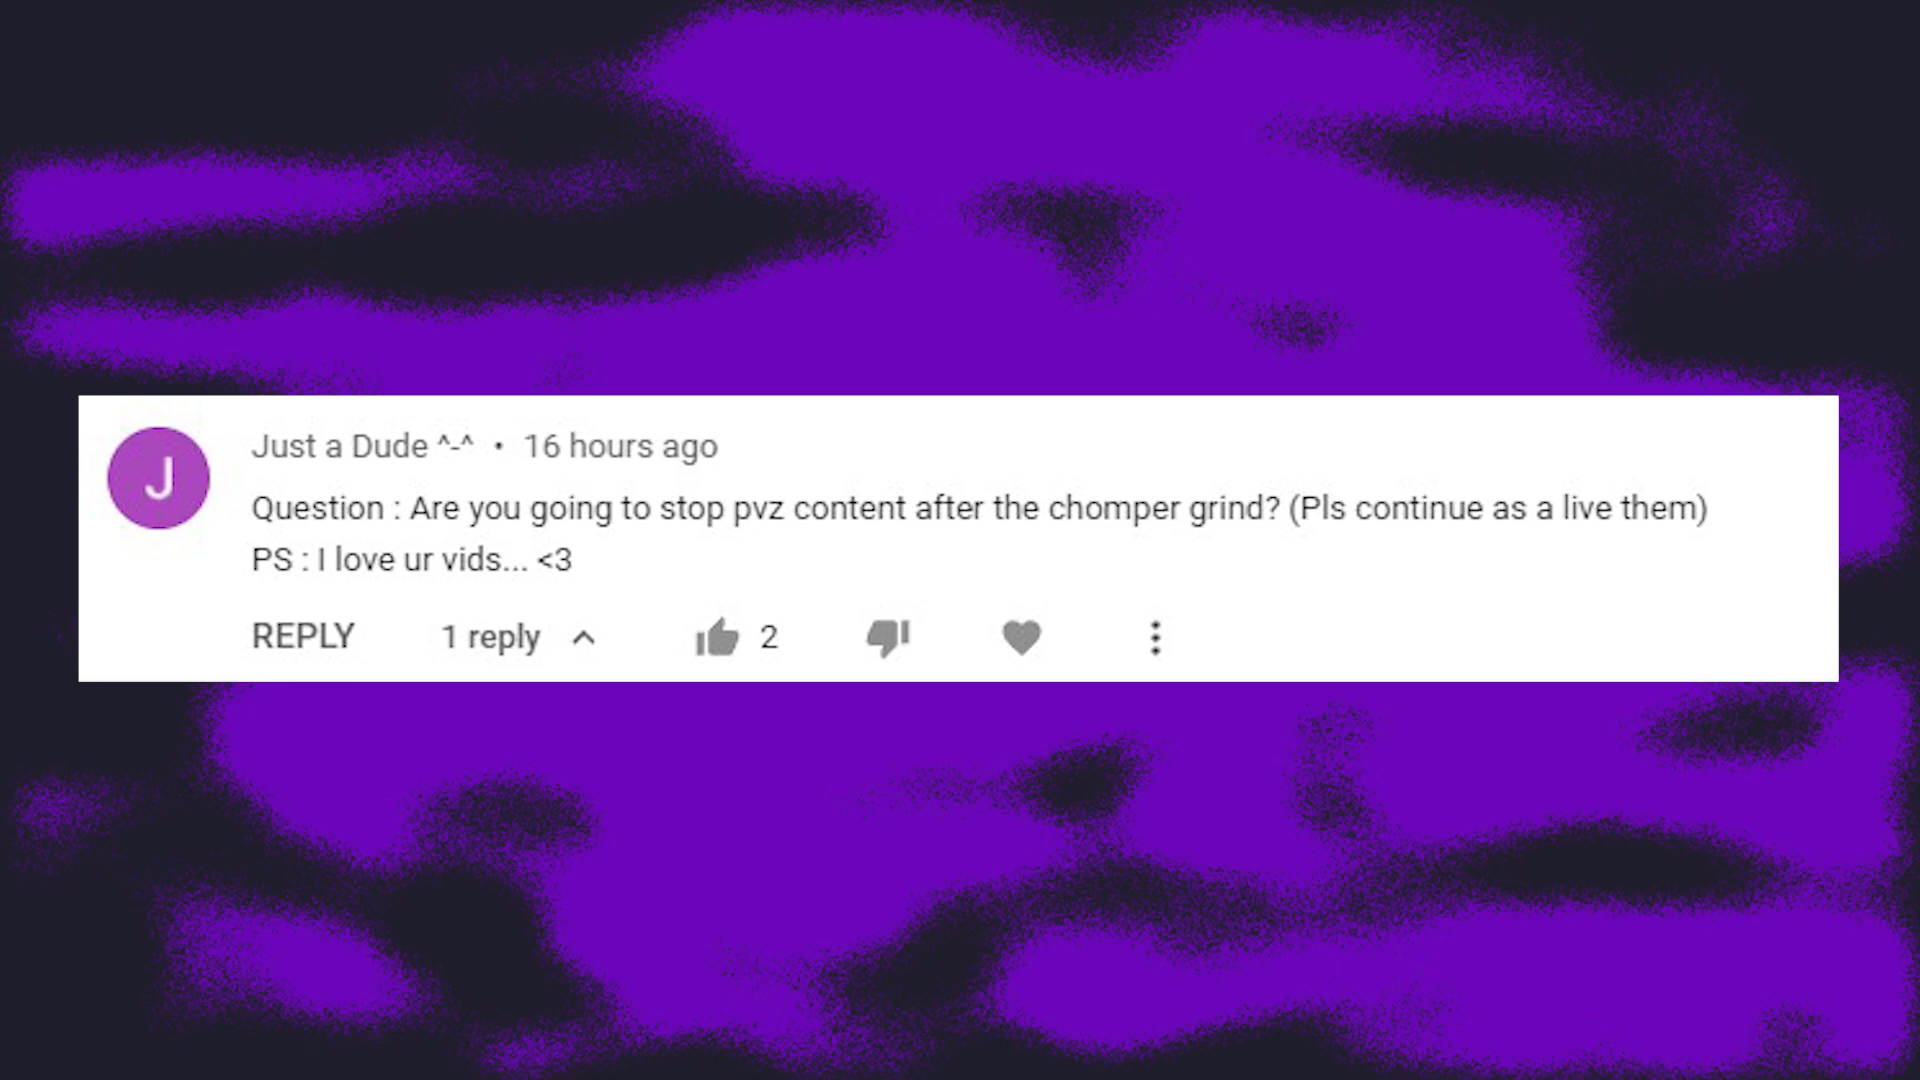 J
Just a Dude ^-^ • 16 hours ago
Question : Are you going to stop pvz content after the chomper grind? (Pls continue as a live them)
PS : I love ur vids... <3
REPLY 1 reply 2